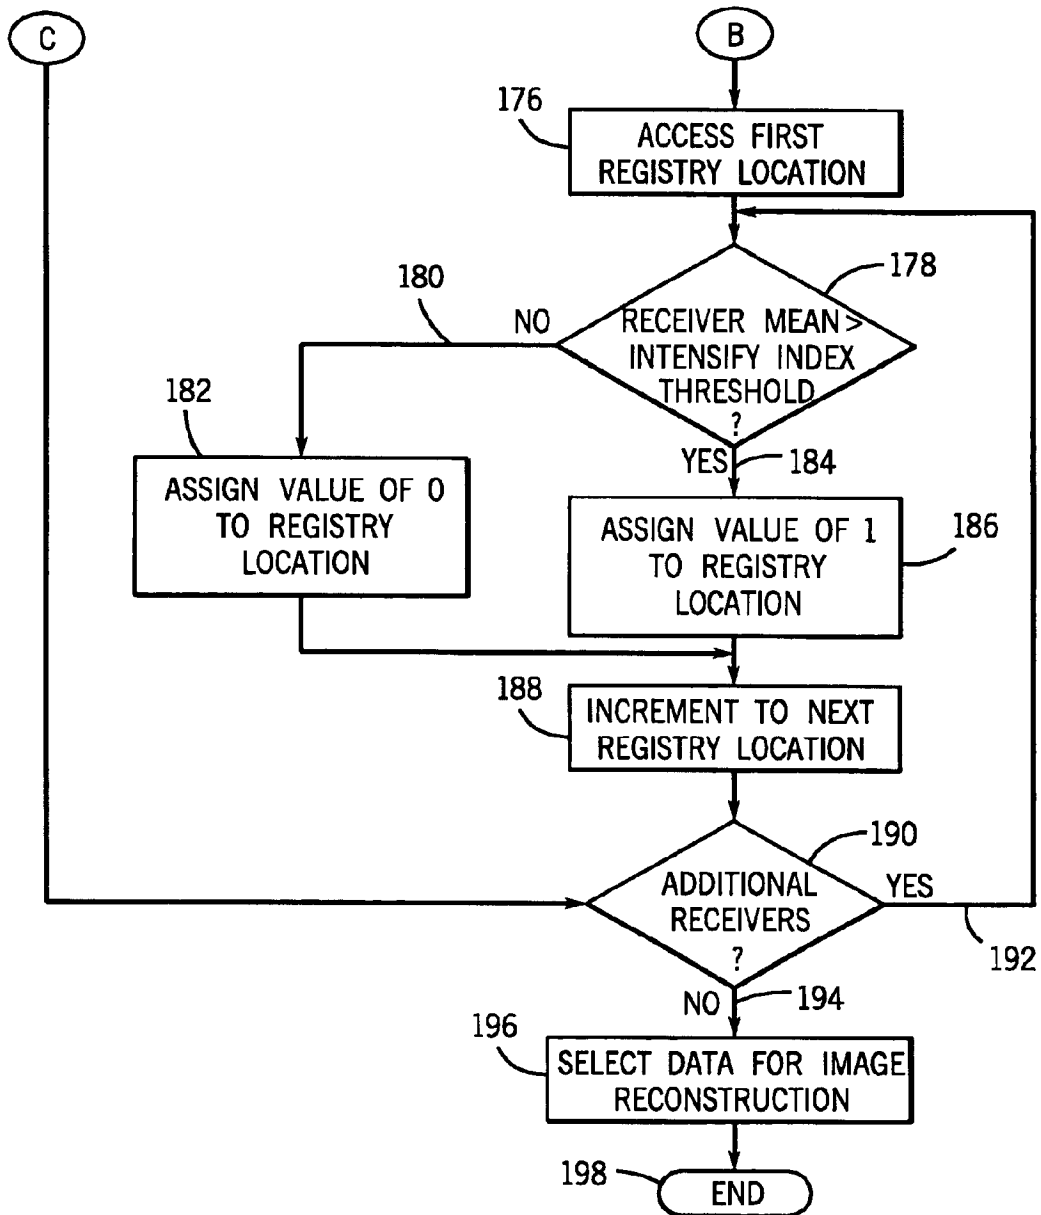 C
B
176
ACCESS FIRST
REGISTRY LOCATION
178
180
NO
RECEIVER MEAN >
INTENSIFY INDEX
THRESHOLD
?
182
YES
184
ASSIGN VALUE OF 0
TO REGISTRY
LOCATION
ASSIGN VALUE OF 1
TO REGISTRY
LOCATION
186
188
INCREMENT TO NEXT
REGISTRY LOCATION
190
ADDITIONAL
RECEIVERS
?
YES
192
NO
194
196
SELECT DATA FOR IMAGE
RECONSTRUCTION
198
END